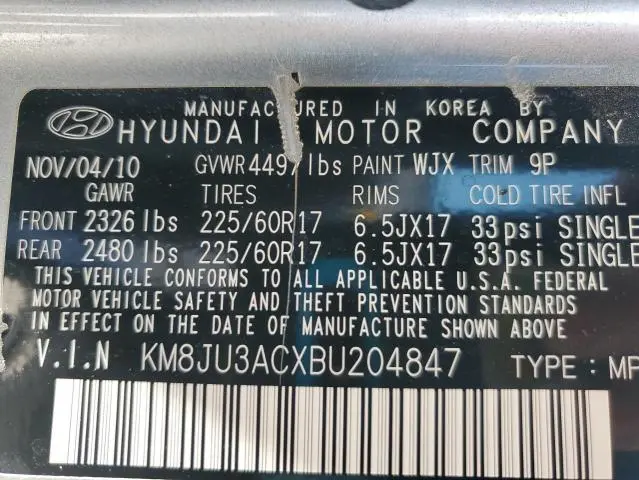 MANUFACTURED IN KOREA BY
HYUNDAI MOTOR COMPANY
NOV/04/10 GVWR 4497 lbs PAINT WJX TRIM 9P
GAWR TIRES RIMS COLD TIRE INFL
FRONT 2326 lbs 225/60R17 6.5JX17 33psi SINGLE
REAR 2480 lbs 225/60R17 6.5JX17 33psi SINGLE
THIS VEHICLE CONFORMS TO ALL APPLICABLE U.S.A. FEDERAL
MOTOR VEHICLE SAFETY AND THEFT PREVENTION STANDARDS
IN EFFECT ON THE DATE OF MANUFACTURE SHOWN ABOVE.
V.I.N KM8JU3ACXBU204847 TYPE: MP